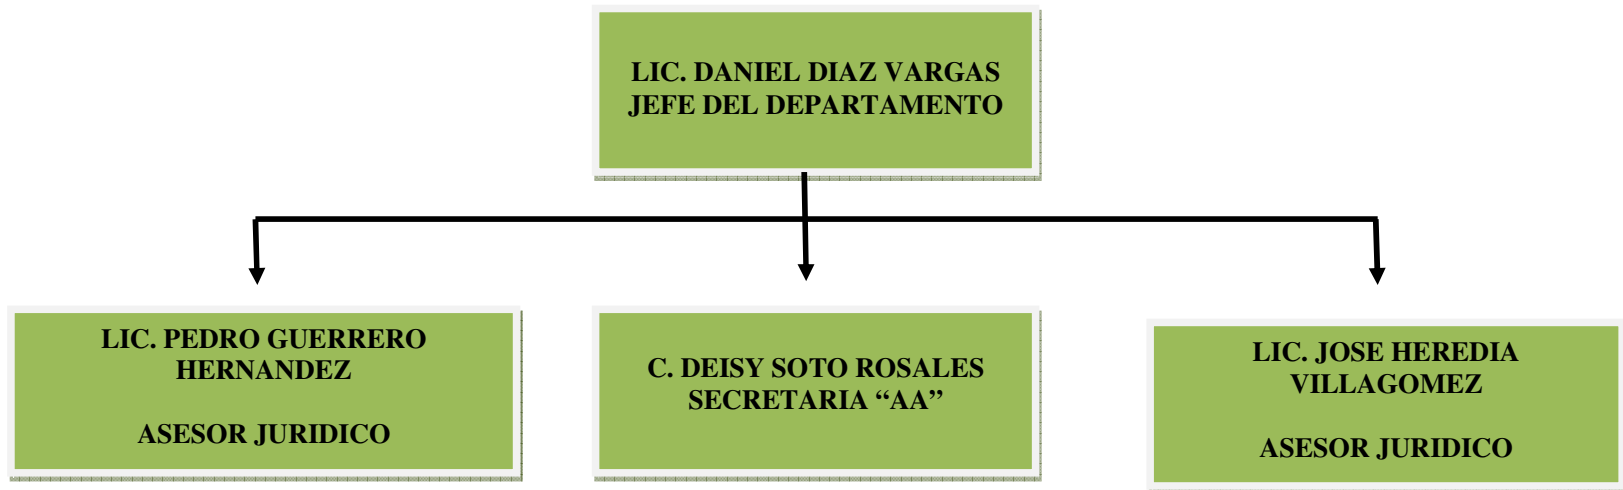 LIC. DANIEL DIAZ VARGAS
JEFE DEL DEPARTAMENTO
LIC. PEDRO GUERRERO
HERNANDEZ
ASESOR JURIDICO
C. DEISY SOTO ROSALES
SECRETARIA “AA”
LIC. JOSE HEREDIA
VILLAGOMEZ
ASESOR JURIDICO